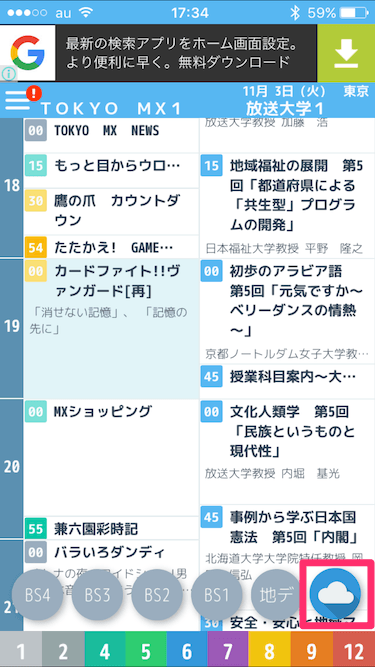 au 17:34 59%
G
最新の検索アプリをホーム画面設定。
より便利に早く。無料ダウンロード
11月 3日（火） 東京
TOKYO MX1
放送大学1
18
00 TOKYO MX NEWS
15 もっと目からウロ…
30 鷹の爪 カウントダ
ウン
54 たたかえ! GAME…
19
00 カードファイト!!ヴ
ァンガード[再]
「消せない記憶」、「記憶の
先に」
20
00 MXショッピング
55 兼六園彩時記
00 バラいろダンディ
放送大学教授 加藤 浩
15 地域福祉の展開 第5
回「都道府県による
「共生型」プログラ
ムの開発」
日本福祉大学教授 平野 隆之
00 初歩のアラビア語
第5回「元気ですか〜
ベリーダンスの情熱
〜」
京都ノートルダム女子大学教…
45 授業科目案内〜大…
00 文化人類学 第5回
「民族というものと
現代性」
放送大学教授 内堀 基光
45 事例から学ぶ日本国
憲法 第5回「内閣」
北海道大学大学院特任教授 岡
信弘
30 安全・安心と地域マ
BS4 BS3 BS2 BS1 地デ
1 2 4 5 6 7 8 9 12